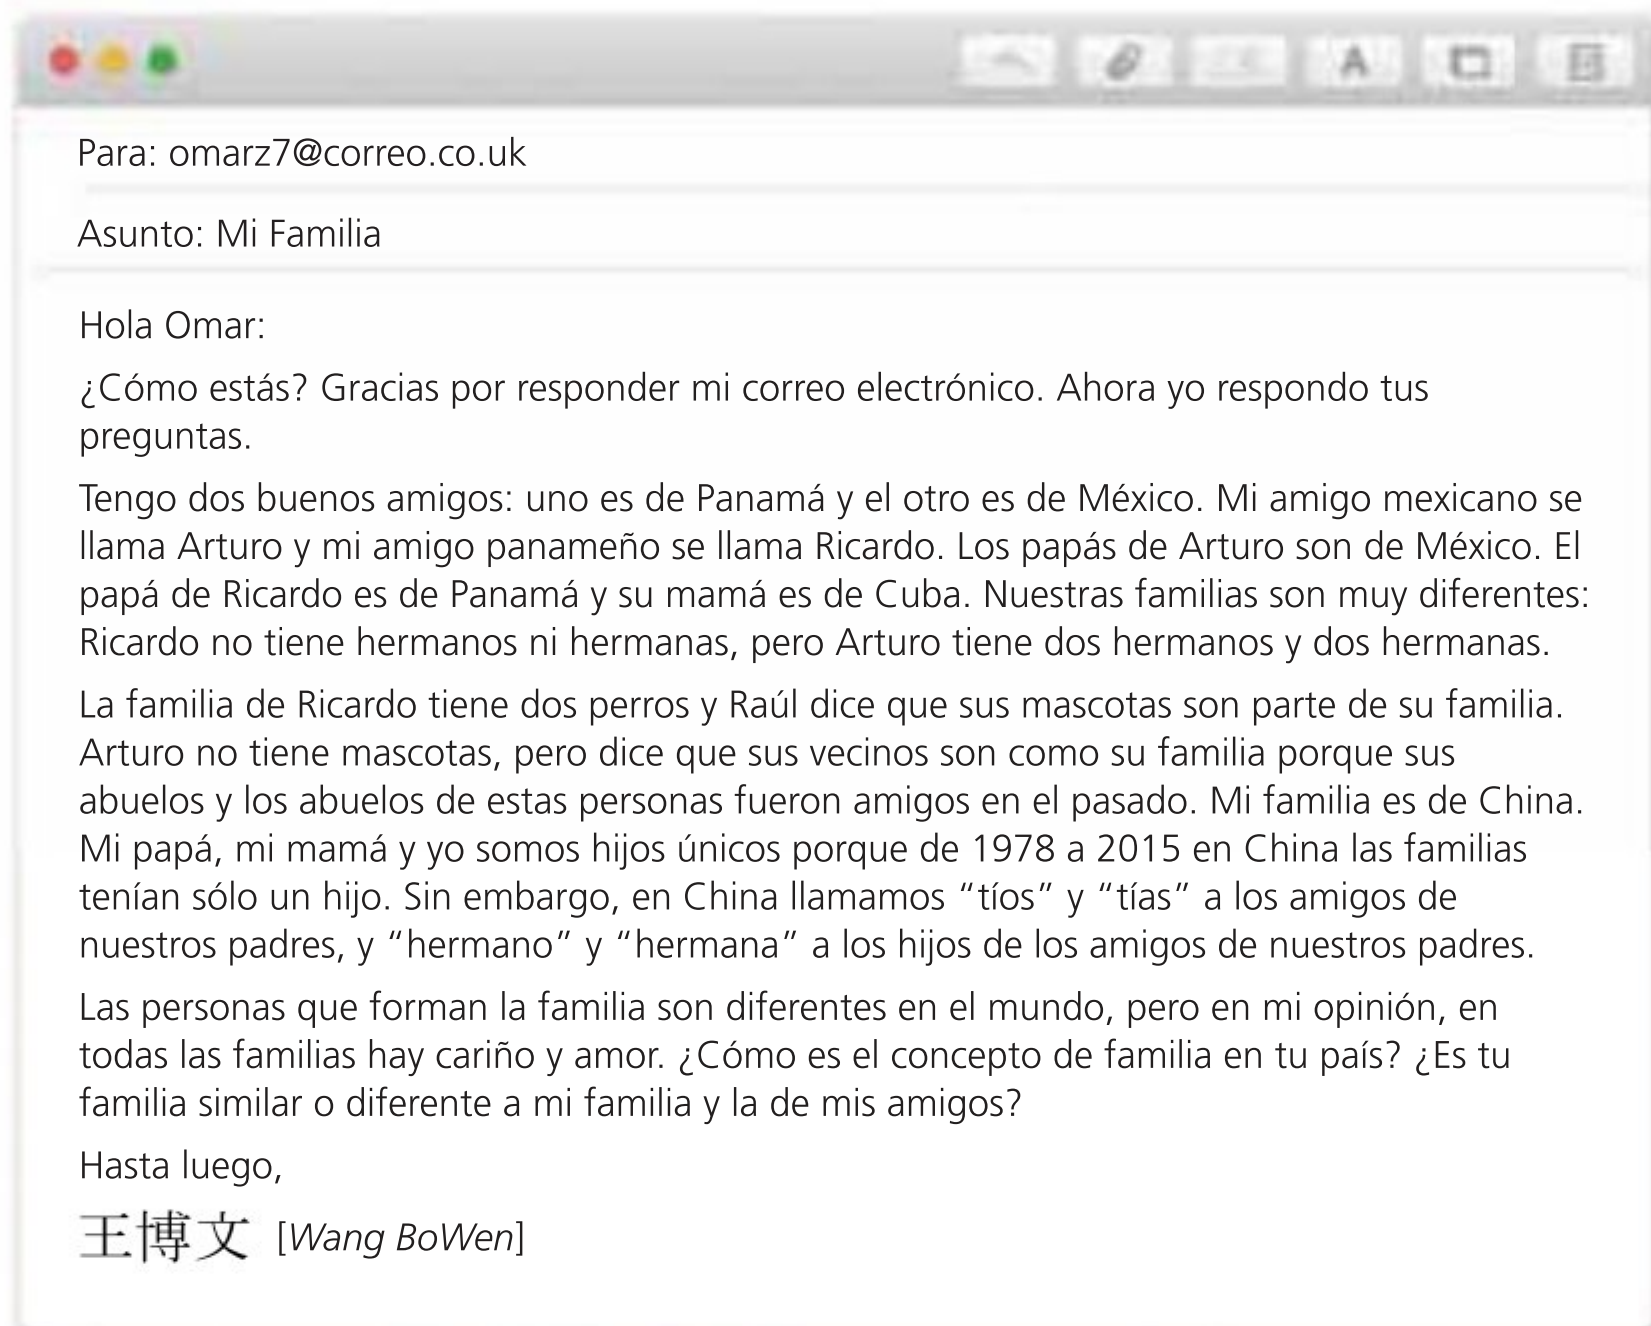 A
Para: omarz7@correo.co.uk
Asunto: Mi Familia
Hola Omar:
¿Cómo estás? Gracias por responder mi correo electrónico. Ahora yo respondo tus
preguntas.
Tengo dos buenos amigos: uno es de Panamá y el otro es de México. Mi amigo mexicano se
llama Arturo y mi amigo panameño se llama Ricardo. Los papás de Arturo son de México. El
papá de Ricardo es de Panamá y su mamá es de Cuba. Nuestras familias son muy diferentes:
Ricardo no tiene hermanos ni hermanas, pero Arturo tiene dos hermanos y dos hermanas.
La familia de Ricardo tiene dos perros y Raúl dice que sus mascotas son parte de su familia.
Arturo no tiene mascotas, pero dice que sus vecinos son como su familia porque sus
abuelos y los abuelos de estas personas fueron amigos en el pasado. Mi familia es de China.
Mi papá, mi mamá y yo somos hijos únicos porque de 1978 a 2015 en China las familias
tenían sólo un hijo. Sin embargo, en China llamamos “tíos” y “tías” a los amigos de
nuestros padres, y “hermano” y “hermana” a los hijos de los amigos de nuestros padres.
Las personas que forman la familia son diferentes en el mundo, pero en mi opinión, en
todas las familias hay cariño y amor. ¿Cómo es el concepto de familia en tu país? ¿Es tu
familia similar o diferente a mi familia y la de mis amigos?
Hasta luego,
王博文 [Wang BoWen]